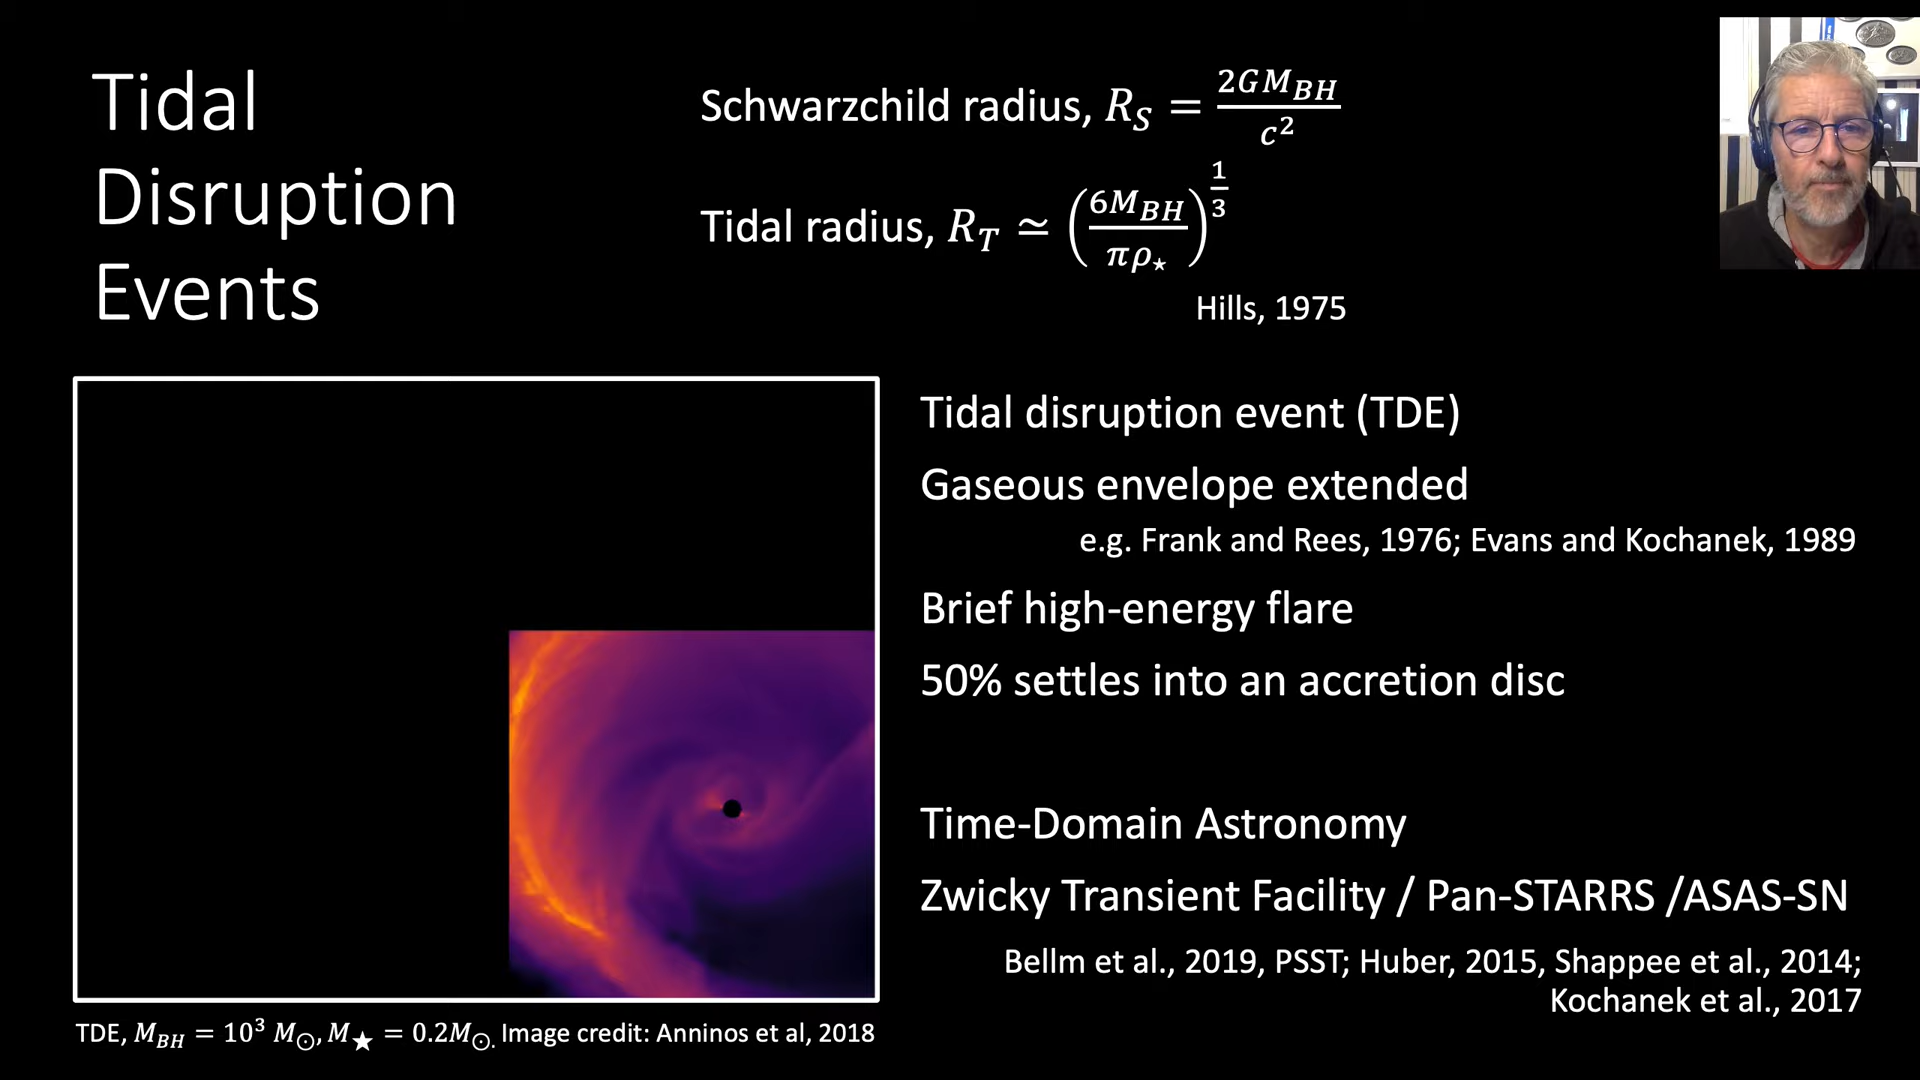 Tidal
Disruption
Events
Schwarzchild radius, R_S = 2GM_BH / c²
Tidal radius, R_T ≃ (6M_BH / πρ⋆)^(1/3)
Hills, 1975
Tidal disruption event (TDE)
Gaseous envelope extended
e.g. Frank and Rees, 1976; Evans and Kochanek, 1989
Brief high-energy flare
50% settles into an accretion disc
Time-Domain Astronomy
Zwicky Transient Facility / Pan-STARRS /ASAS-SN
Bellm et al., 2019, PSST; Huber, 2015, Shappee et al., 2014;
Kochanek et al., 2017
TDE, M_BH = 10³ M_⊙, M_★ = 0.2M_⊙. Image credit: Anninos et al, 2018